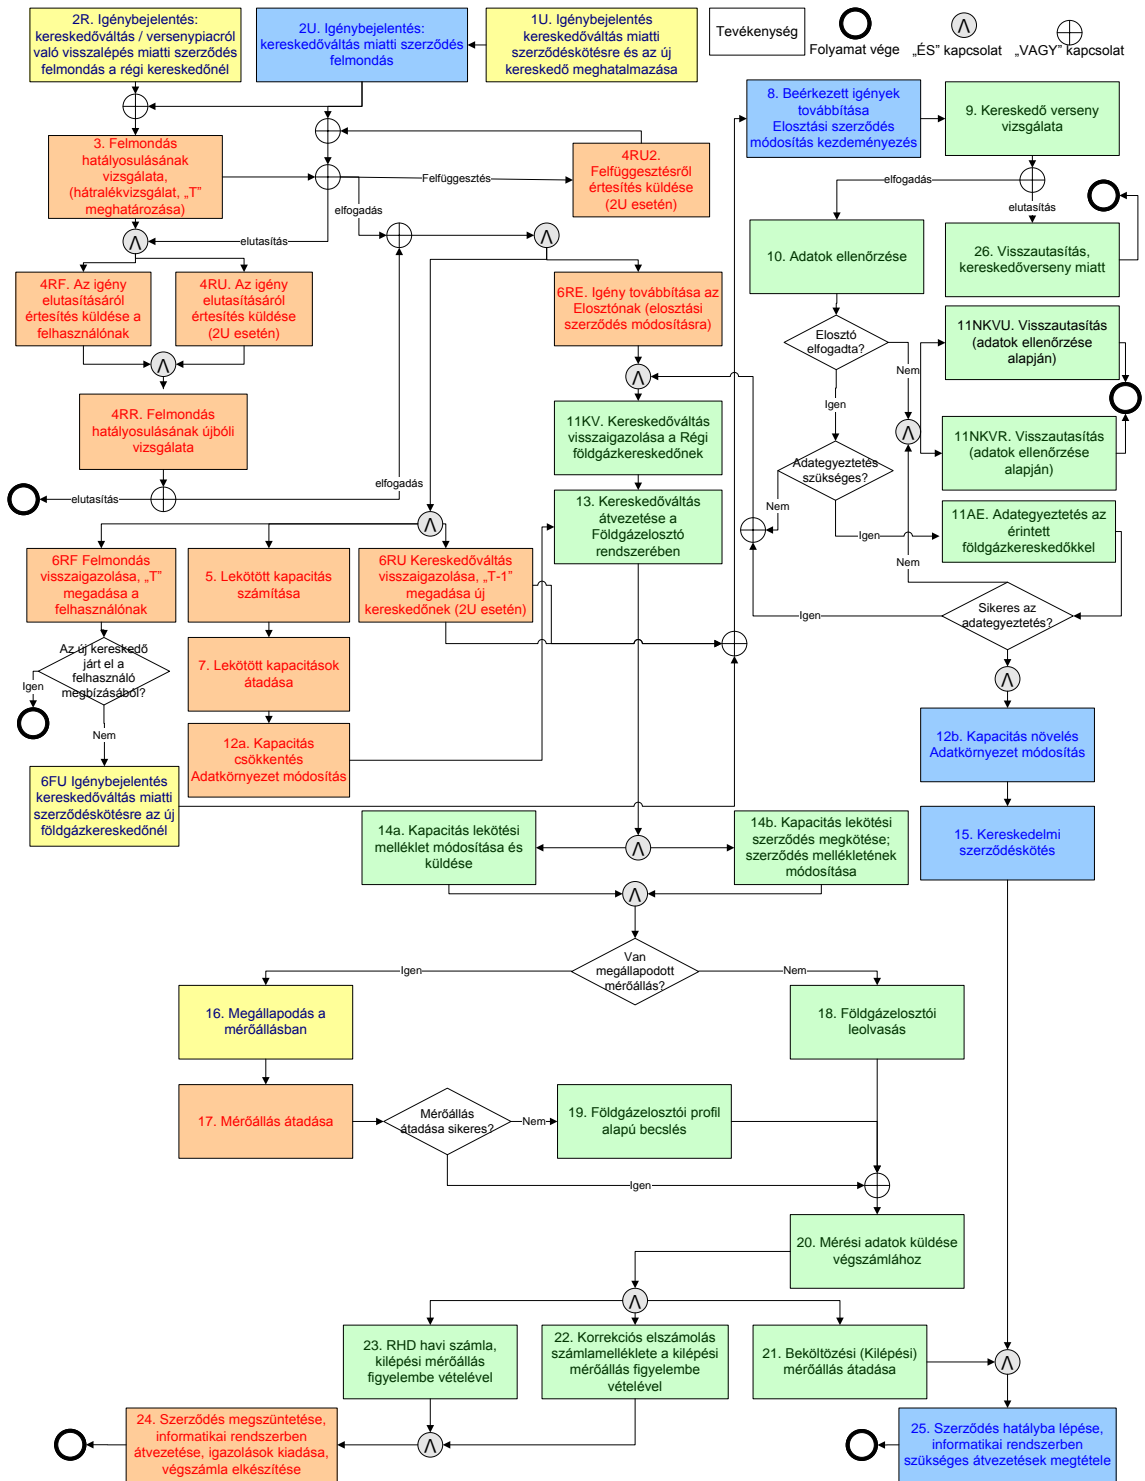 2R. Igénybejelentés:
kereskedőváltás / versenypiacról
való visszalépés miatti szerződés
felmondás a régi kereskedőnél
2U. Igénybejelentés:
kereskedőváltás miatti szerződés
felmondás
1U. Igénybejelentés
kereskedőváltás miatti
szerződéskötésre és az új
kereskedő meghatalmazása
Tevékenység
Folyamat vége
Λ
„ÉS” kapcsolat
„VAGY” kapcsolat
8. Beérkezett igények
továbbítása
Elosztási szerződés
módosítás kezdeményezés
9. Kereskedő verseny
vizsgálata
3. Felmondás
hatályosulásának
vizsgálata,
(hátralékvizsgálat, „T”
meghatározása)
Felfüggesztés
4RU2.
Felfüggesztésről
értesítés küldése
(2U esetén)
elfogadás
elutasítás
elfogadás
elutasítás
26. Visszautasítás,
kereskedőverseny miatt
10. Adatok ellenőrzése
Λ
Λ
4RF. Az igény
elutasításáról
értesítés küldése a
felhasználónak
4RU. Az igény
elutasításáról
értesítés küldése
(2U esetén)
6RE. Igény továbbítása az
Elosztónak (elosztási
szerződés módosításra)
Elosztó
elfogadta?
Nem
Igen
11NKVU. Visszautasítás
(adatok ellenőrzése
alapján)
Λ
Λ
4RR. Felmondás
hatályosulásának újbóli
vizsgálata
11KV. Kereskedőváltás
visszaigazolása a Régi
földgázkereskedőnek
Λ
11NKVR. Visszautasítás
(adatok ellenőrzése
alapján)
Adategyeztetés
szükséges?
Nem
Igen
elutasítás
elfogadás
13. Kereskedőváltás
átvezetése a
Földgázelosztó
rendszerében
11AE. Adategyeztetés az
érintett
földgázkereskedőkkel
Nem
Λ
6RF Felmondás
visszaigazolása, „T”
megadása a
felhasználónak
5. Lekötött kapacitás
számítása
6RU Kereskedőváltás
visszaigazolása, „T-1”
megadása új
kereskedőnek (2U esetén)
Igen
Sikeres az
adategyeztetés?
Az új kereskedő
járt el a
felhasználó
megbízásából?
Igen
Nem
7. Lekötött kapacitások
átadása
Λ
12a. Kapacitás
csökkentés
Adatkörnyezet módosítás
12b. Kapacitás növelés
Adatkörnyezet módosítás
6FU Igénybejelentés
kereskedőváltás miatti
szerződéskötésre az új
földgázkereskedőnél
14a. Kapacitás lekötési
melléklet módosítása és
küldése
Λ
14b. Kapacitás lekötési
szerződés megkötése;
szerződés mellékletének
módosítása
15. Kereskedelmi
szerződéskötés
Λ
Van
megállapodott
mérőállás?
Igen
Nem
16. Megállapodás a
mérőállásban
18. Földgázelosztói
leolvasás
17. Mérőállás átadása
Mérőállás
átadása sikeres?
Nem
19. Földgázelosztói profil
alapú becslés
Igen
20. Mérési adatok küldése
végszámlához
Λ
23. RHD havi számla,
kilépési mérőállás
figyelembe vételével
22. Korrekciós elszámolás
számlamelléklete a kilépési
mérőállás figyelembe
vételével
21. Beköltözési (Kilépési)
mérőállás átadása
Λ
24. Szerződés megszüntetése,
informatikai rendszerben
átvezetése, igazolások kiadása,
végszámla elkészítése
Λ
25. Szerződés hatályba lépése,
informatikai rendszerben
szükséges átvezetések megtétele